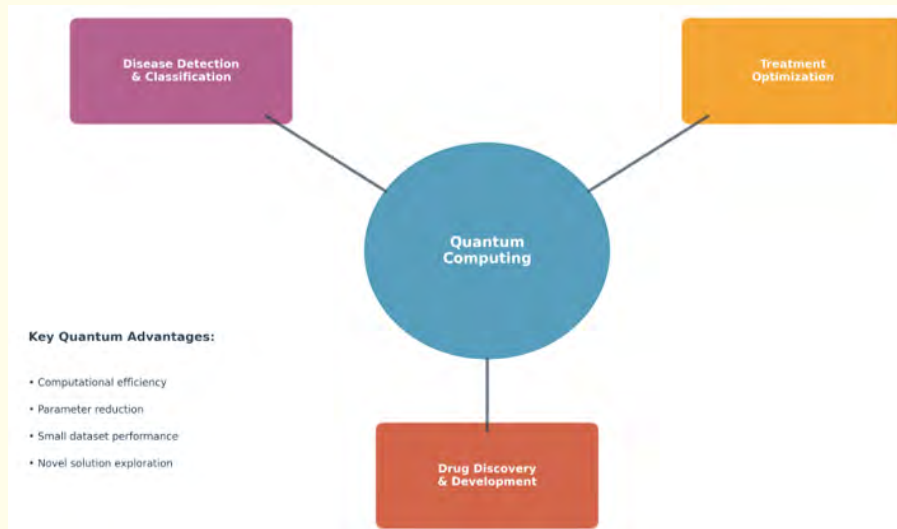 Disease Detection
& Classification
Treatment
Optimization
Quantum
Computing
Key Quantum Advantages:
• Computational efficiency
• Parameter reduction
• Small dataset performance
• Novel solution exploration
Drug Discovery
& Development